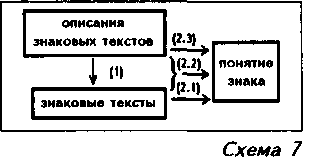 описания
знаковых текстов
(2.3)
(1)
(2.2)
понятие
знака
(2.1)
знаковые тексты
Схема 7